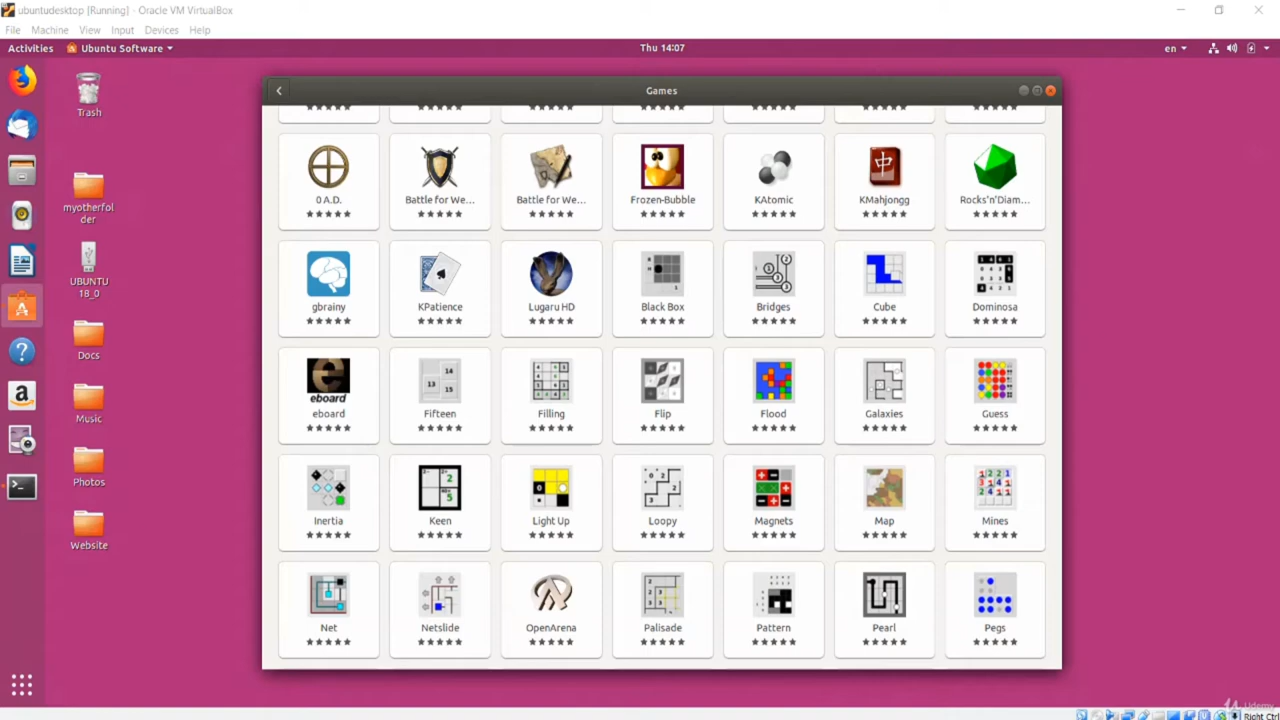 ubuntudesktop [Running] - Oracle VM VirtualBox
File Machine View Input Devices Help
Activities Ubuntu Software Thu 14:07 en
Games
Trash
myotherfol
der
UBUNTU
18_0
Docs
Music
Photos
Website
0 A.D. Battle for We... Battle for We... Frozen-Bubble KAtomic KMahjongg Rocks'n'Diam...
gbrainy KPatience Lugaru HD Black Box Bridges Cube Dominosa
eboard
eboard Fifteen Filling Flip Flood Galaxies Guess
Inertia Keen Light Up Loopy Magnets Map Mines
Net Netslide OpenArena Palisade Pattern Pearl Pegs
Udemy
Right Ctrl